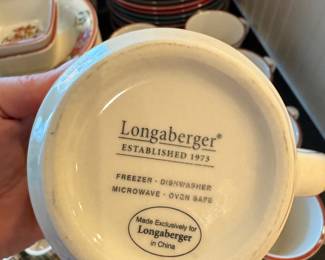 Longaberger®
ESTABLISHED 1973
FREEZER · DISHWASHER
MICROWAVE · OVEN SAFE
Made Exclusively for
Longaberger
in China